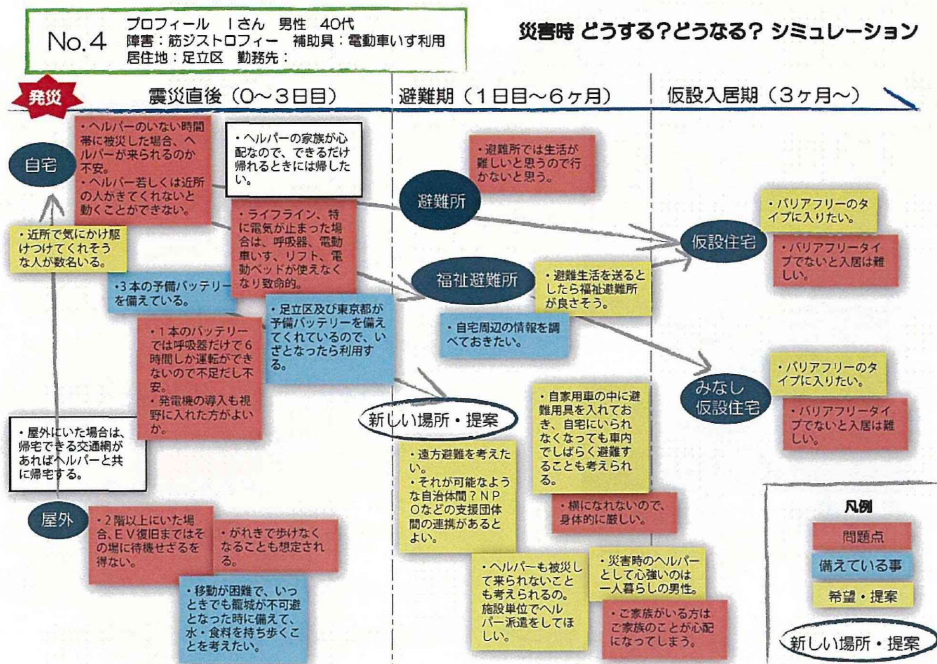 No.4
プロフィール Iさん 男性 40代
障害：筋ジストロフィー 補助具：電動車いす利用
居住地：足立区 勤務先：
災害時 どうする？どうなる？ シミュレーション
発災
震災直後（0～3日目）
避難期（1日目～6ヶ月）
仮設入居期（3ヶ月～）
自宅
・ヘルパーのいない時間
帯に被災した場合、ヘ
ルパーが来られるのか
不安。
・ヘルパー若しくは近所
の人がきてくれないと
動くことができない。
・ヘルパーの家族が心
配なので、できるだけ
帰れるときには帰した
い。
・近所で気にかけ駆
けつけてくれそう
な人が数名いる。
・ライフライン、特
に電気が止まった場
合は、呼吸器、電動
車いす、リフト、電
動ベッドが使えなく
なり致命的。
・3本の予備バッテリー
を備えている。
・足立区及び東京都が
予備バッテリーを備え
てくれているので、い
ざとなったら利用す
る。
・1本のバッテリー
では呼吸器だけで6
時間しか運転ができ
ないので不足だし不
安。
・発電機の導入も視
野に入れた方がよい
か。
・屋外にいた場合は、
帰宅できる交通網が
あればヘルパーと共
に帰宅する。
屋外
・2階以上にいた場
合、EV復旧まではそ
の場に待機せざるを
得ない。
・がれきで歩けなく
なることも想定され
る。
・移動が困難で、いっ
ときでも籠城が不可避
となった時に備えて、
水・食料を持ち歩くこ
とを考えたい。
避難所
・避難所では生活が
難しいと思うので行
かないと思う。
福祉避難所
・避難生活を送ると
したら福祉避難所
が良さそう。
・自宅周辺の情報を調
べておきたい。
新しい場所・提案
・遠方避難を考えた
い。
・それが可能なよう
な自治体間？NP
Oなどの支援団体
間の連携があると
よい。
・自家用車の中に避
難用具を入れてお
き、自宅にいられ
なくなっても車内
でしばらく避難す
ることも考えられ
る。
・横になれないので、
身体的に厳しい。
・ヘルパーも被災し
て来られないこと
も考えられるの。
施設単位でヘル
パー派遣をしてほ
しい。
・災害時のヘルパー
として心強いのは
一人暮らしの男性。
・ご家族がいる方は
ご家族のことが心配
になってしまう。
仮設住宅
・バリアフリーのタ
イプに入りたい。
・バリアフリータイ
プでないと入居は難
しい。
みなし
仮設住宅
・バリアフリーのタ
イプに入りたい。
・バリアフリータイ
プでないと入居は難
しい。
凡例
問題点
備えている事
希望・提案
新しい場所・提案